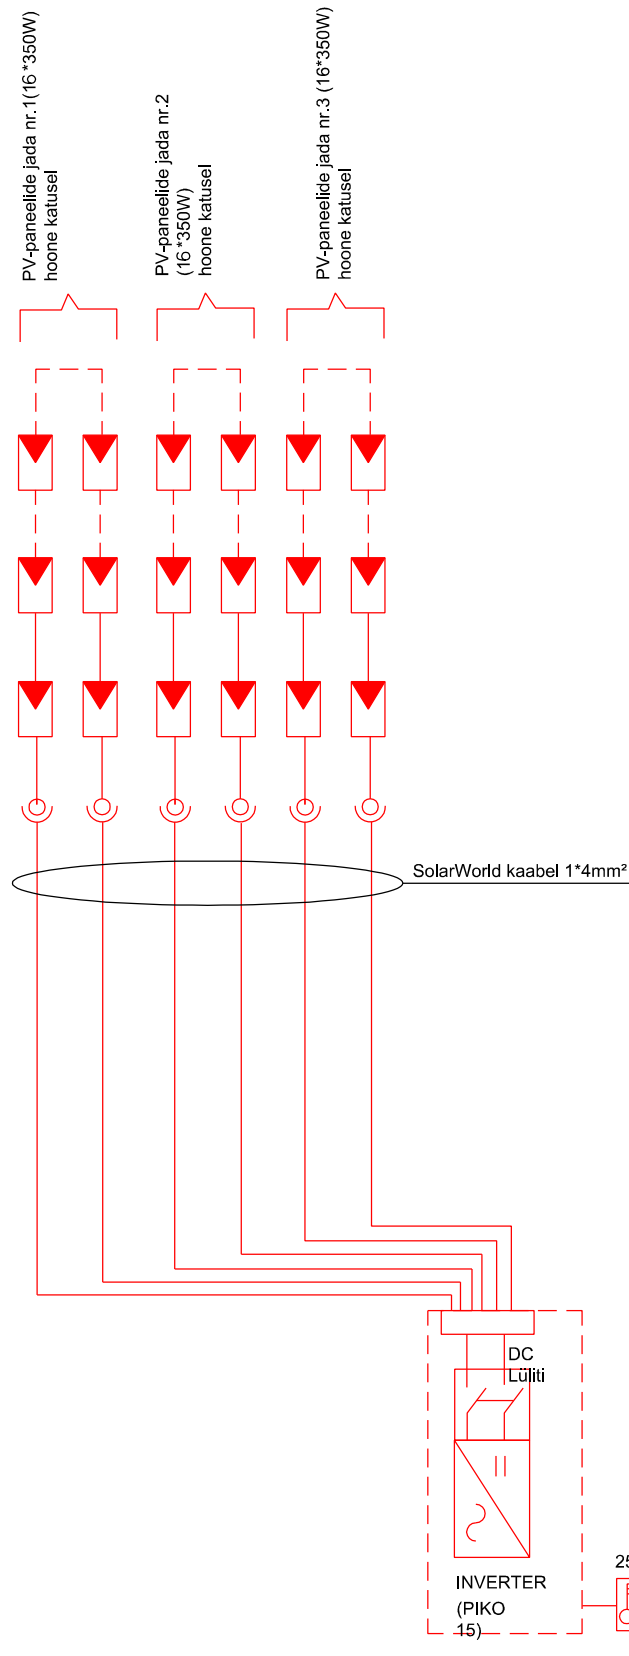 PV-paneelide jada nr.1(16 *350W)
hoone katusel
PV-paneelide jada nr.2
(16 *350W)
hoone katusel
PV-paneelide jada nr.3 (16*350W)
hoone katusel
SolarWorld kaabel 1*4mm²
DC
Lüliti
INVERTER
(PIKO
15)
25